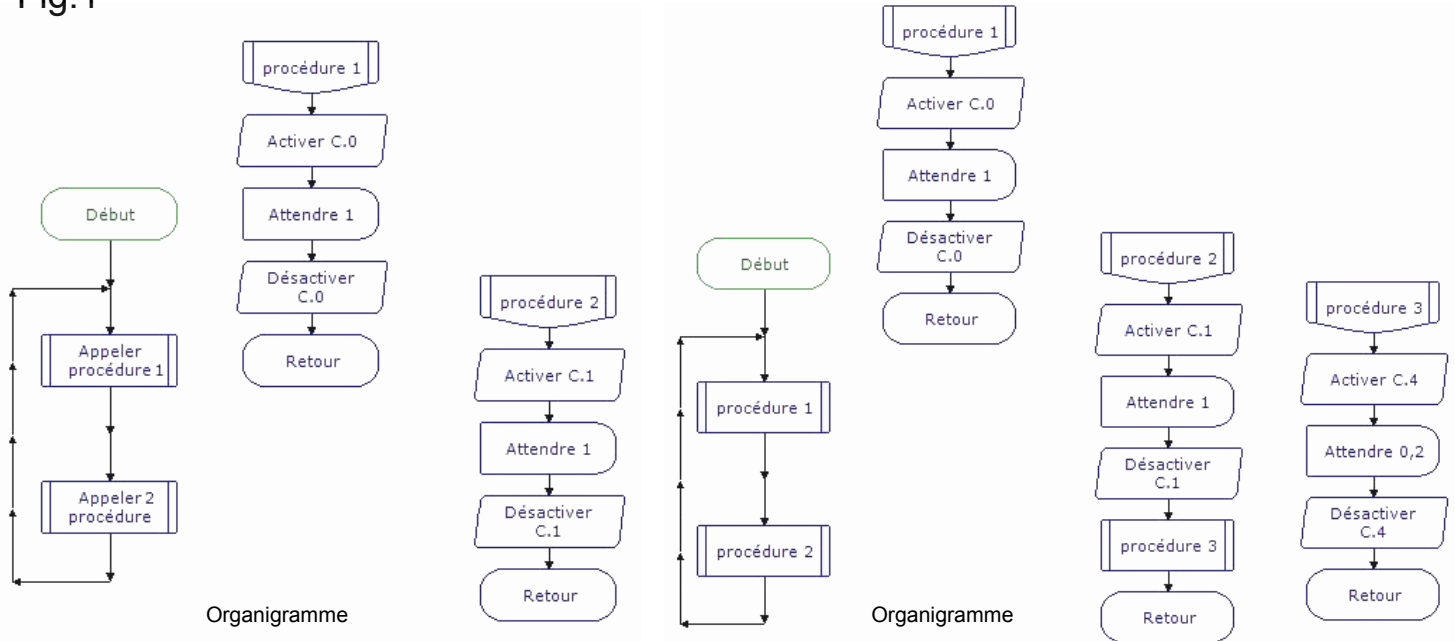 Fig.1
procédure 1
Activer C.0
Attendre 1
Désactiver
C.0
Retour
Début
Appeler
procédure 1
Appeler 2
procédure
procédure 2
Activer C.1
Attendre 1
Désactiver
C.1
Retour
Organigramme
procédure 1
Activer C.0
Attendre 1
Désactiver
C.0
Retour
Début
procédure 1
procédure 2
procédure 2
Activer C.1
Attendre 1
Désactiver
C.1
procédure 3
Retour
procédure 3
Activer C.4
Attendre 0,2
Désactiver
C.4
Retour
Organigramme